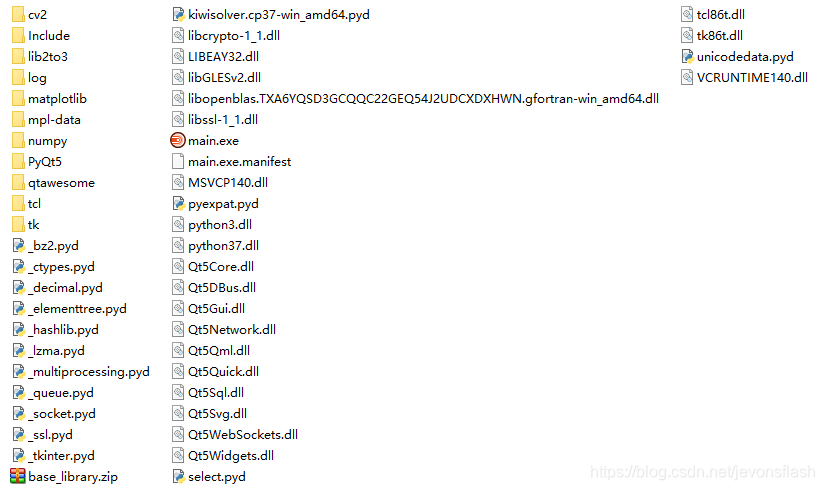 cv2
Include
lib2to3
log
matplotlib
mpl-data
numpy
PyQt5
qtawesome
tcl
tk
_bz2.pyd
_ctypes.pyd
_decimal.pyd
_elementtree.pyd
_hashlib.pyd
_lzma.pyd
_multiprocessing.pyd
_queue.pyd
_socket.pyd
_ssl.pyd
_tkinter.pyd
base_library.zip
kiwisolver.cp37-win_amd64.pyd
libcrypto-1_1.dll
LIBEAY32.dll
libGLESv2.dll
libopenblas.TXA6YQSD3GCQQC22GEQ54J2UDCXDXHWN.gfortran-win_amd64.dll
libssl-1_1.dll
main.exe
main.exe.manifest
MSVCP140.dll
pyexpat.pyd
python3.dll
python37.dll
Qt5Core.dll
Qt5DBus.dll
Qt5Gui.dll
Qt5Network.dll
Qt5Qml.dll
Qt5Quick.dll
Qt5Sql.dll
Qt5Svg.dll
Qt5WebSockets.dll
Qt5Widgets.dll
select.pyd
tcl86t.dll
tk86t.dll
unicodedata.pyd
VCRUNTIME140.dll
https://blog.csdn.net/jevonsflash